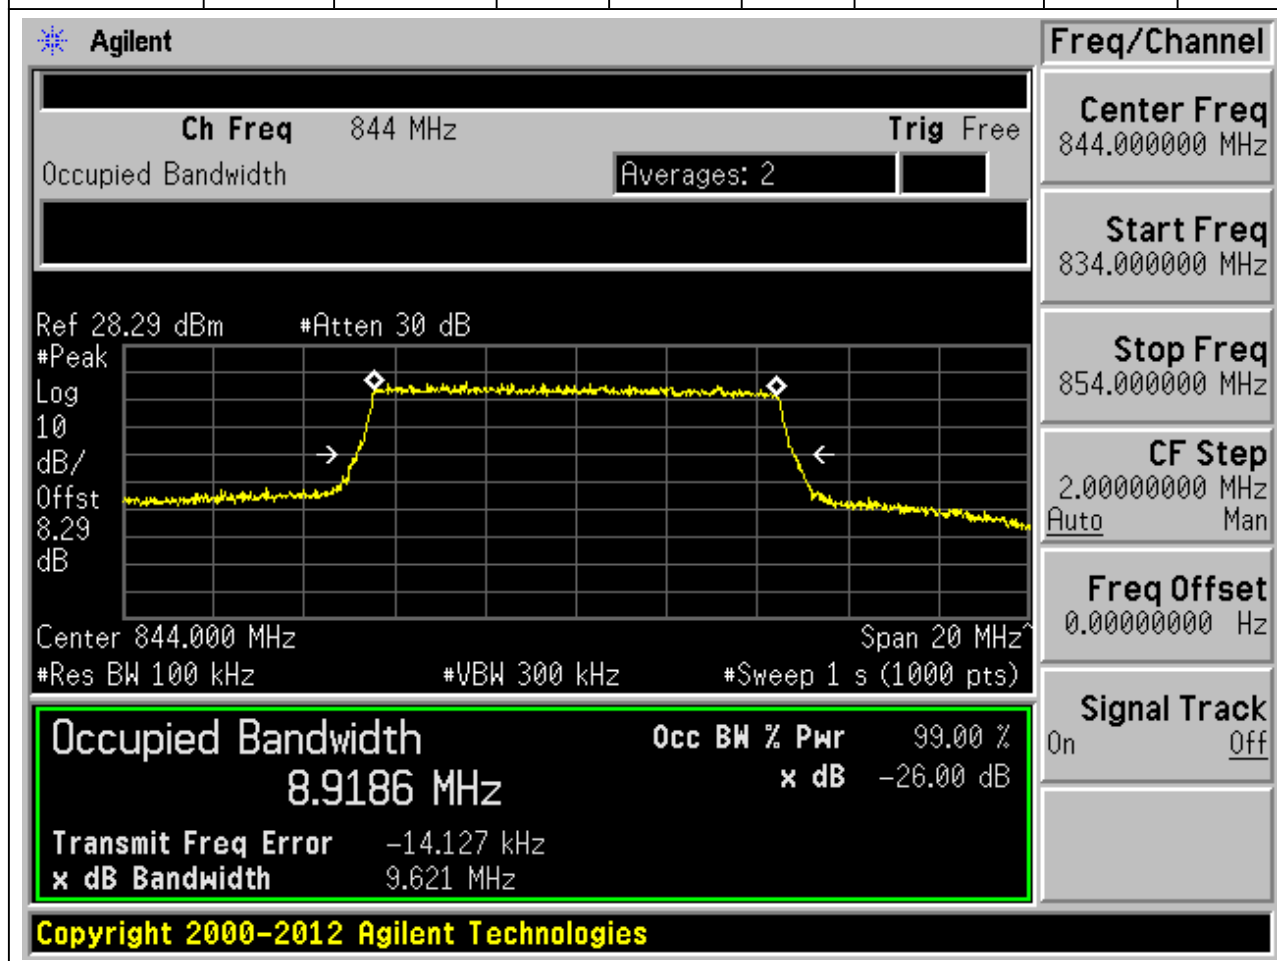 Agilent
Freq/Channel
Ch Freq 844 MHz Trig Free
Occupied Bandwidth Averages: 2
Center Freq
844.000000 MHz
Start Freq
834.000000 MHz
Stop Freq
854.000000 MHz
CF Step
2.00000000 MHz
Auto Man
Freq Offset
0.00000000 Hz
Signal Track
On Off
Ref 28.29 dBm #Atten 30 dB
#Peak
Log
10
dB/
Offst
8.29
dB
Center 844.000 MHz Span 20 MHz^
#Res BW 100 kHz #VBW 300 kHz #Sweep 1 s (1000 pts)
Occupied Bandwidth Occ BW % Pwr 99.00 %
8.9186 MHz x dB -26.00 dB
Transmit Freq Error -14.127 kHz
x dB Bandwidth 9.621 MHz
Copyright 2000-2012 Agilent Technologies